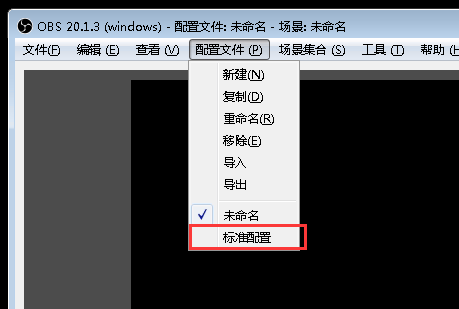 OBS 20.1.3 (windows) - 配置文件: 未命名 - 场景: 未命名
文件(F) 编辑 (E) 查看 (V) 配置文件 (P) 场景集合 (S) 工具 (T) 帮助 (H
新建(N)
复制(D)
重命名(R)
移除(E)
导入
导出
未命名
标准配置